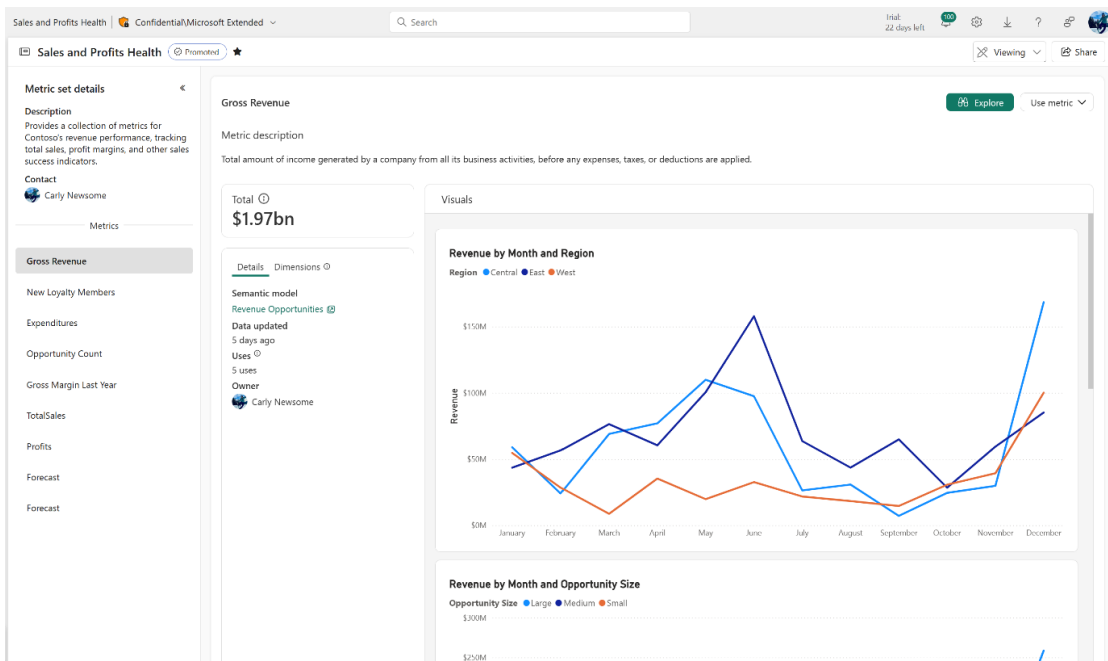 Sales and Profits Health
Confidential\Microsoft Extended
Search
Trial:
22 days left
100
Sales and Profits Health
Promoted
Viewing
Share
Metric set details
Description
Provides a collection of metrics for
Contoso's revenue performance, tracking
total sales, profit margins, and other sales
success indicators.
Contact
Carly Newsome
Metrics
Gross Revenue
New Loyalty Members
Expenditures
Opportunity Count
Gross Margin Last Year
TotalSales
Profits
Forecast
Forecast
Gross Revenue
Explore
Use metric
Metric description
Total amount of income generated by a company from all its business activities, before any expenses, taxes, or deductions are applied.
Total
$1.97bn
Details Dimensions
Semantic model
Revenue Opportunities
Data updated
5 days ago
Uses
5 uses
Owner
Carly Newsome
Visuals
Revenue by Month and Region
Region Central East West
$150M
$100M
$50M
$0M
Revenue
January February March April May June July August September October November December
Revenue by Month and Opportunity Size
Opportunity Size Large Medium Small
$300M
$250M